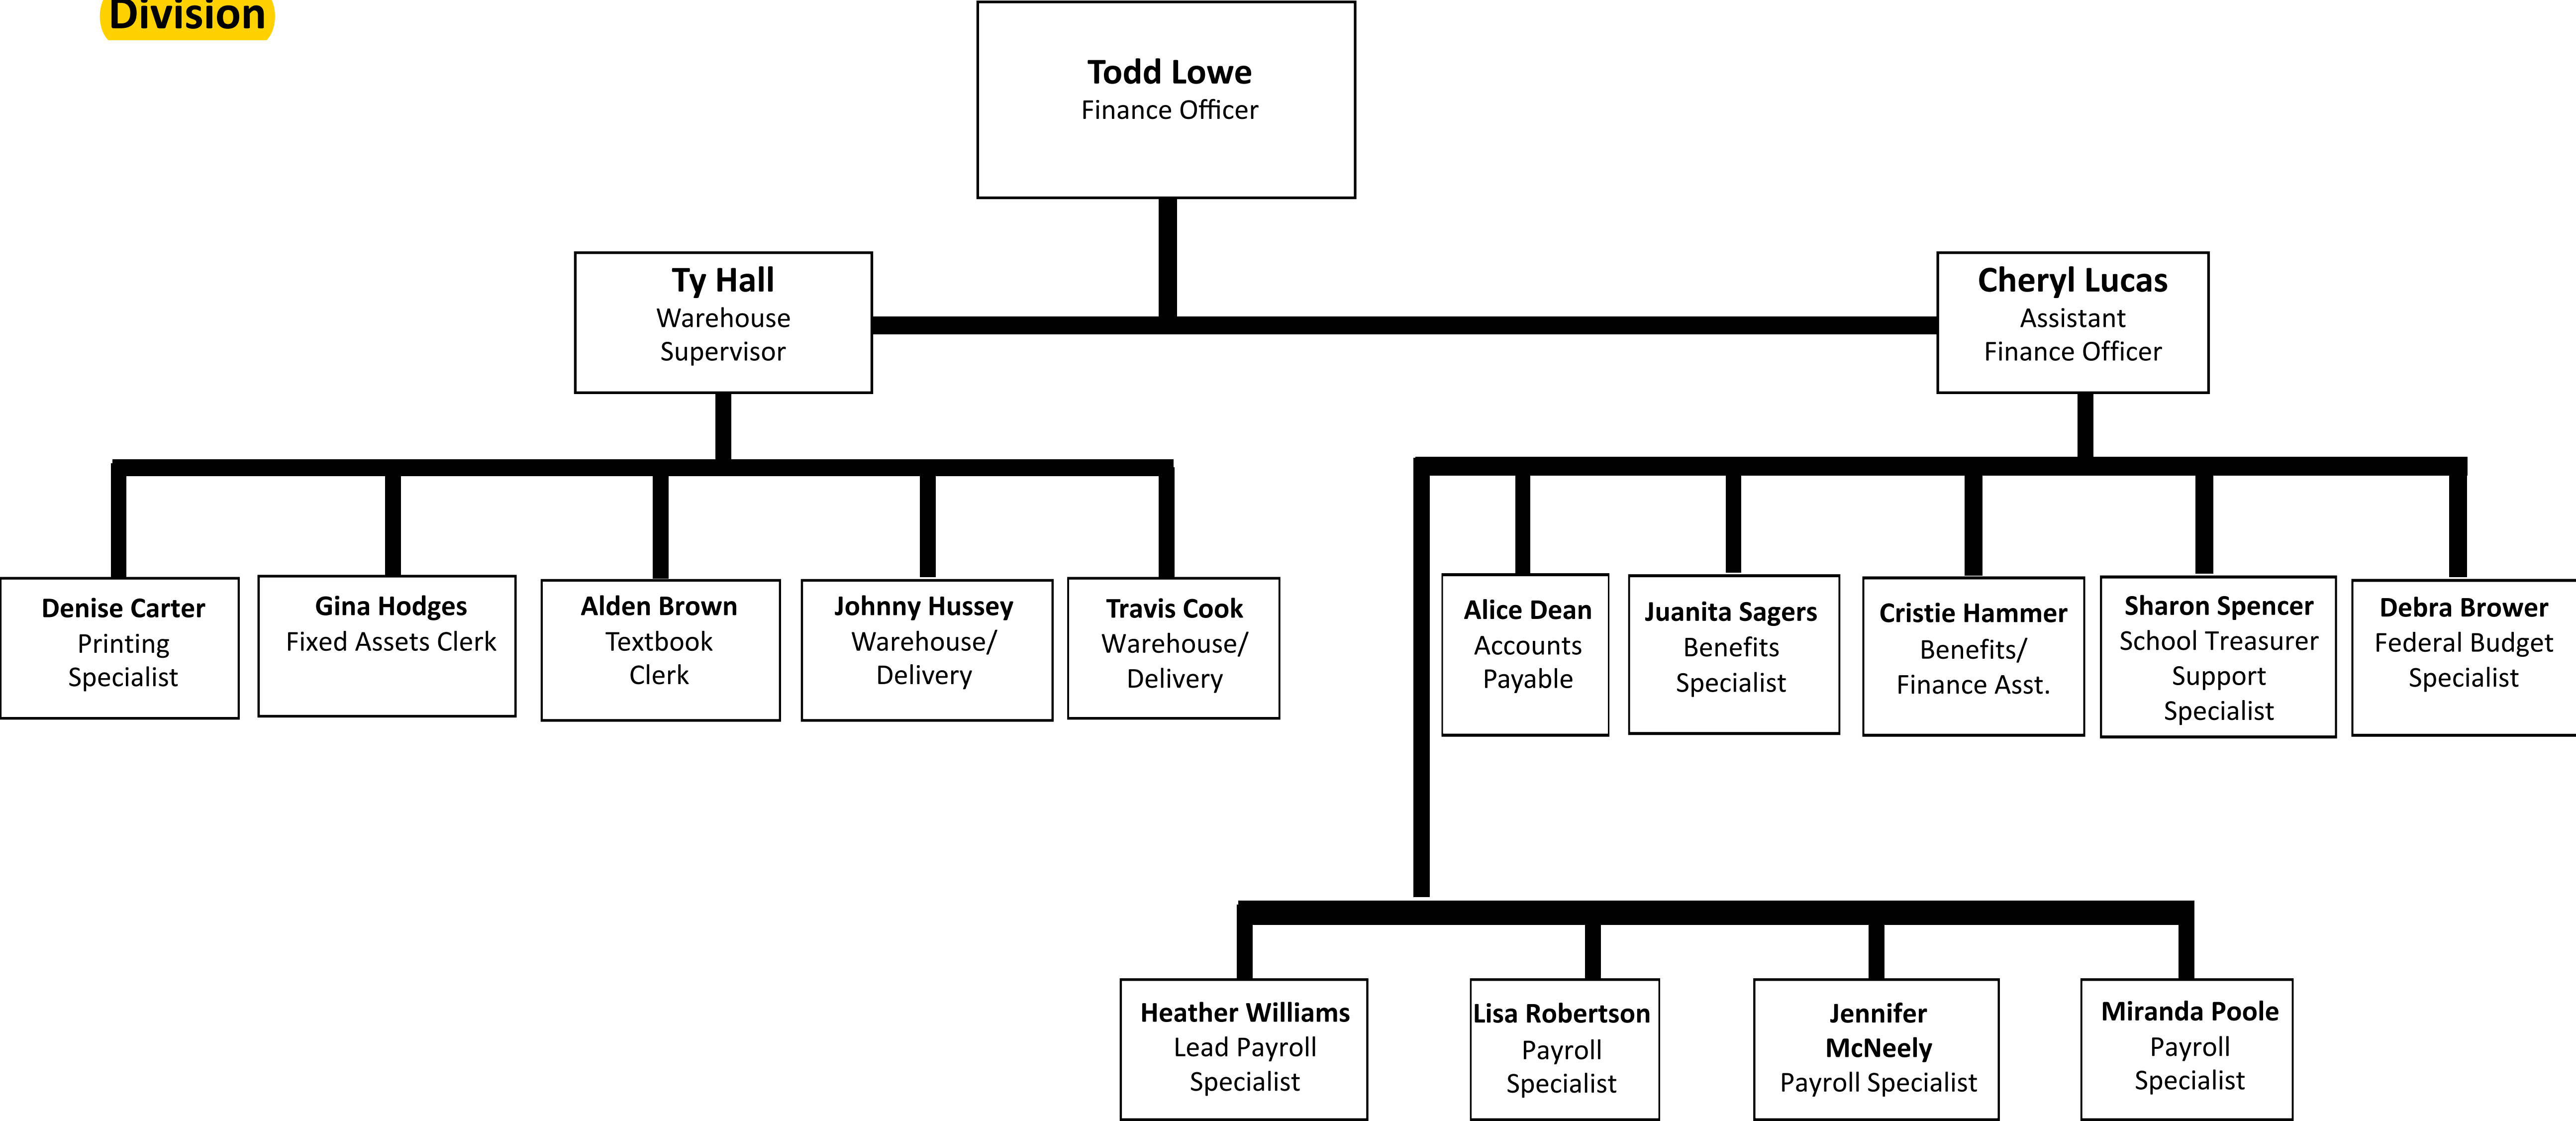 Division
Todd Lowe
Finance Officer
Ty Hall
Warehouse
Supervisor
Cheryl Lucas
Assistant
Finance Officer
Denise Carter
Printing
Specialist
Gina Hodges
Fixed Assets Clerk
Alden Brown
Textbook
Clerk
Johnny Hussey
Warehouse/
Delivery
Travis Cook
Warehouse/
Delivery
Alice Dean
Accounts
Payable
Juanita Sagers
Benefits
Specialist
Cristie Hammer
Benefits/
Finance Asst.
Sharon Spencer
School Treasurer
Support
Specialist
Debra Brower
Federal Budget
Specialist
Heather Williams
Lead Payroll
Specialist
Lisa Robertson
Payroll
Specialist
Jennifer
McNeely
Payroll Specialist
Miranda Poole
Payroll
Specialist